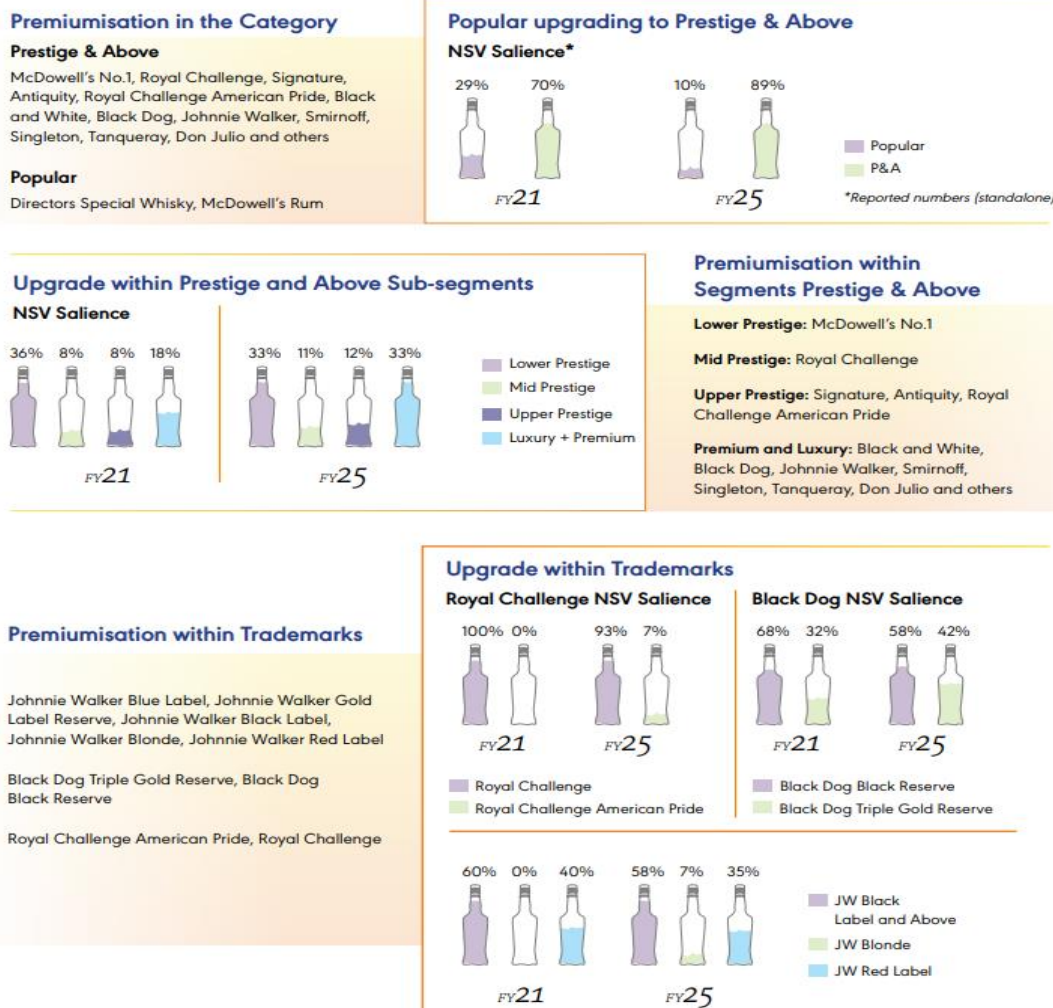 Premiumisation in the Category
Prestige & Above
McDowell's No.1, Royal Challenge, Signature,
Antiquity, Royal Challenge American Pride, Black
and White, Black Dog, Johnnie Walker, Smirnoff,
Singleton, Tanqueray, Don Julio and others
Popular
Directors Special Whisky, McDowell's Rum
Popular upgrading to Prestige & Above
NSV Salience*
29% 70% 10% 89%
FY21 FY25
Popular
P&A
*Reported numbers (standalone)
Upgrade within Prestige and Above Sub-segments
NSV Salience
36% 8% 8% 18% 33% 11% 12% 33%
FY21 FY25
Lower Prestige
Mid Prestige
Upper Prestige
Luxury + Premium
Premiumisation within
Segments Prestige & Above
Lower Prestige: McDowell's No.1
Mid Prestige: Royal Challenge
Upper Prestige: Signature, Antiquity, Royal
Challenge American Pride
Premium and Luxury: Black and White,
Black Dog, Johnnie Walker, Smirnoff,
Singleton, Tanqueray, Don Julio and others
Premiumisation within Trademarks
Johnnie Walker Blue Label, Johnnie Walker Gold
Label Reserve, Johnnie Walker Black Label,
Johnnie Walker Blonde, Johnnie Walker Red Label
Black Dog Triple Gold Reserve, Black Dog
Black Reserve
Royal Challenge American Pride, Royal Challenge
Upgrade within Trademarks
Royal Challenge NSV Salience
100% 0% 93% 7%
FY21 FY25
Royal Challenge
Royal Challenge American Pride
Black Dog NSV Salience
68% 32% 58% 42%
FY21 FY25
Black Dog Black Reserve
Black Dog Triple Gold Reserve
60% 0% 40% 58% 7% 35%
FY21 FY25
JW Black
Label and Above
JW Blonde
JW Red Label